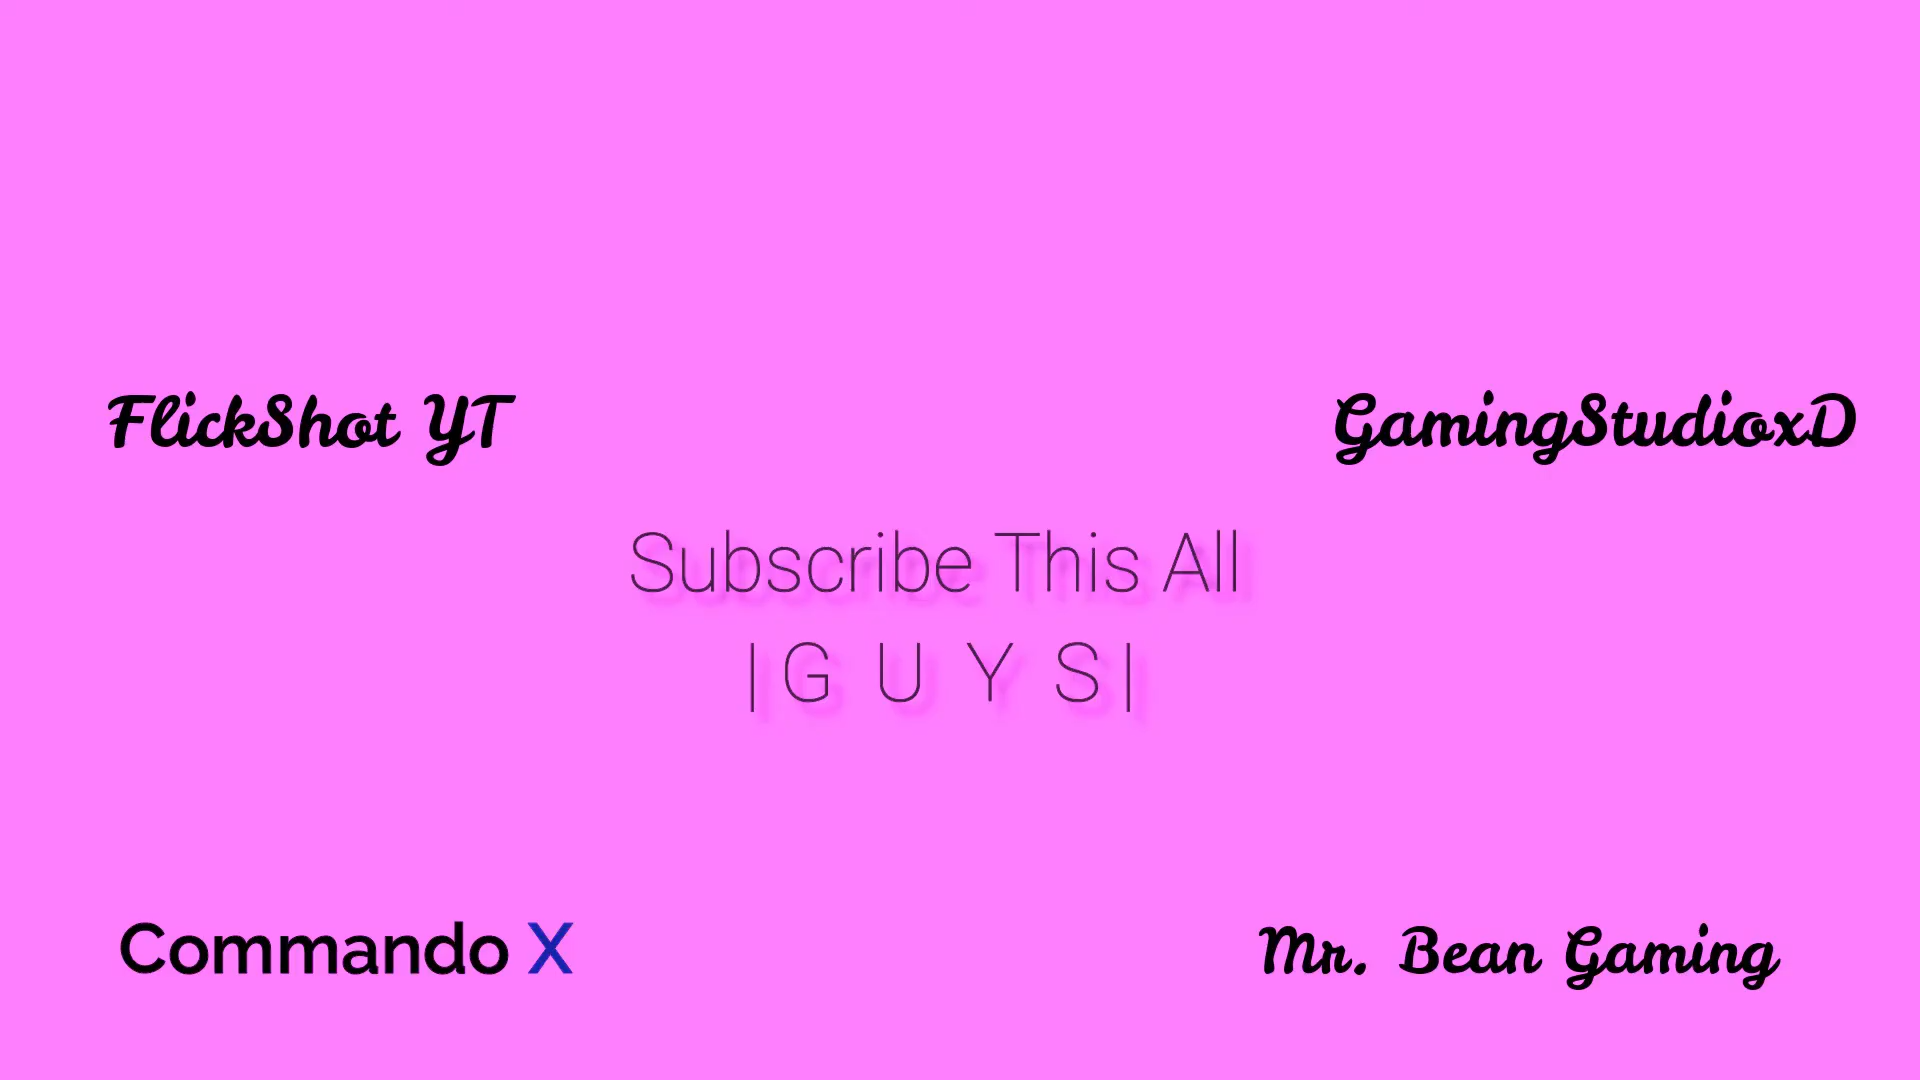 FlickShot YT
GamingStudioxD
Subscribe This All
|G U Y S|
Commando X
Mr. Bean Gaming